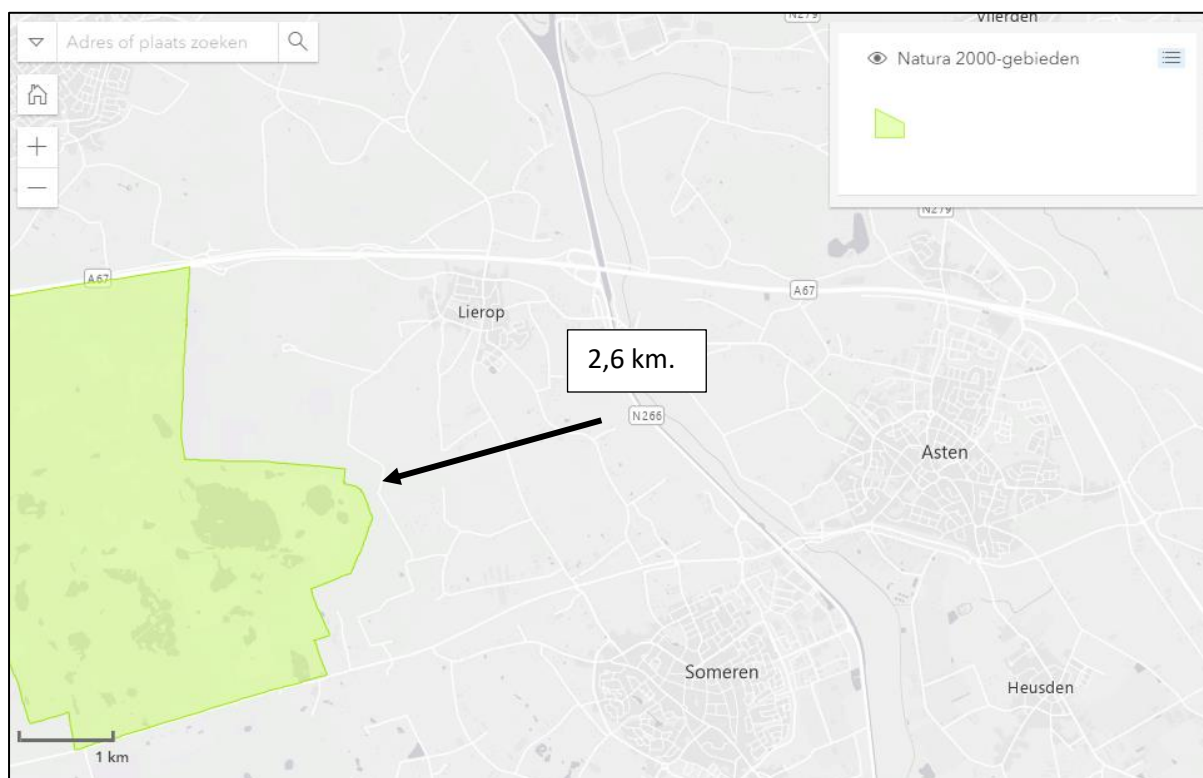 N279
Vlierden
Adres of plaats zoeken
Natura 2000-gebieden
N279
A67
A67
Lierop
2,6 km.
N266
Asten
Someren
Heusden
1 km